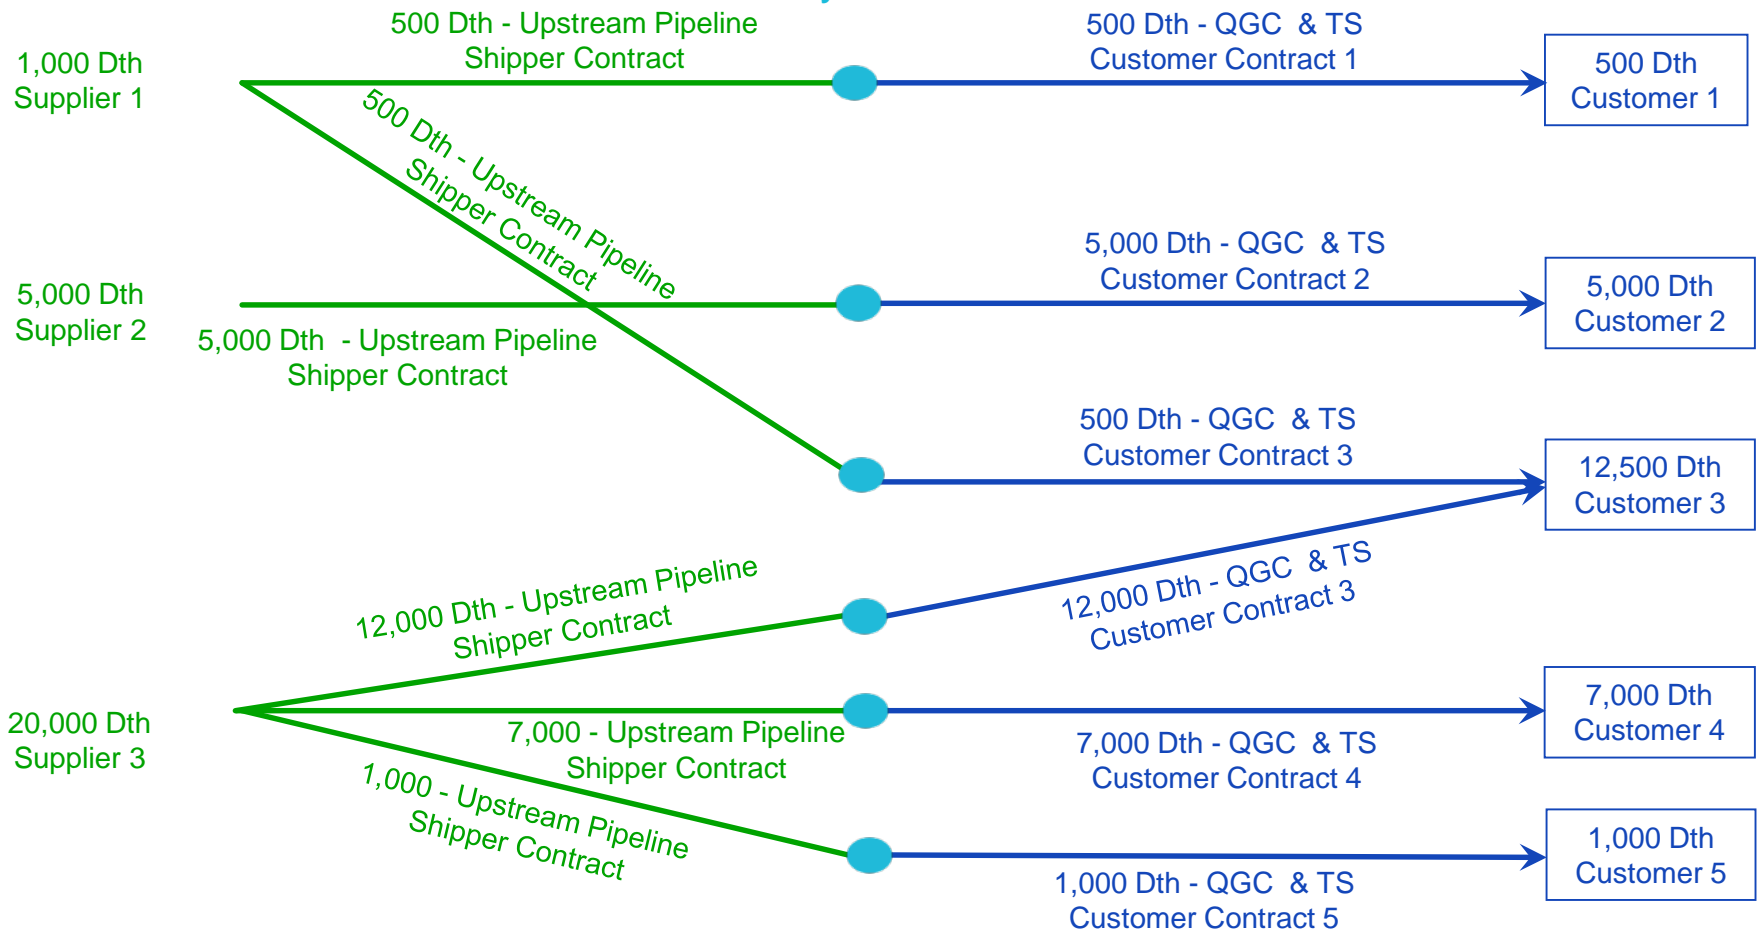 500 Dth - Upstream Pipeline
Shipper Contract
500 Dth - QGC & TS
Customer Contract 1
1,000 Dth
Supplier 1
500 Dth
Customer 1
500 Dth - Upstream Pipeline
Shipper Contract
5,000 Dth - QGC & TS
Customer Contract 2
5,000 Dth
Supplier 2
5,000 Dth
Customer 2
5,000 Dth - Upstream Pipeline
Shipper Contract
500 Dth - QGC & TS
Customer Contract 3
12,500 Dth
Customer 3
12,000 Dth - Upstream Pipeline
Shipper Contract
12,000 Dth - QGC & TS
Customer Contract 3
20,000 Dth
Supplier 3
7,000 - Upstream Pipeline
Shipper Contract
7,000 Dth - QGC & TS
Customer Contract 4
7,000 Dth
Customer 4
1,000 - Upstream Pipeline
Shipper Contract
1,000 Dth - QGC & TS
Customer Contract 5
1,000 Dth
Customer 5